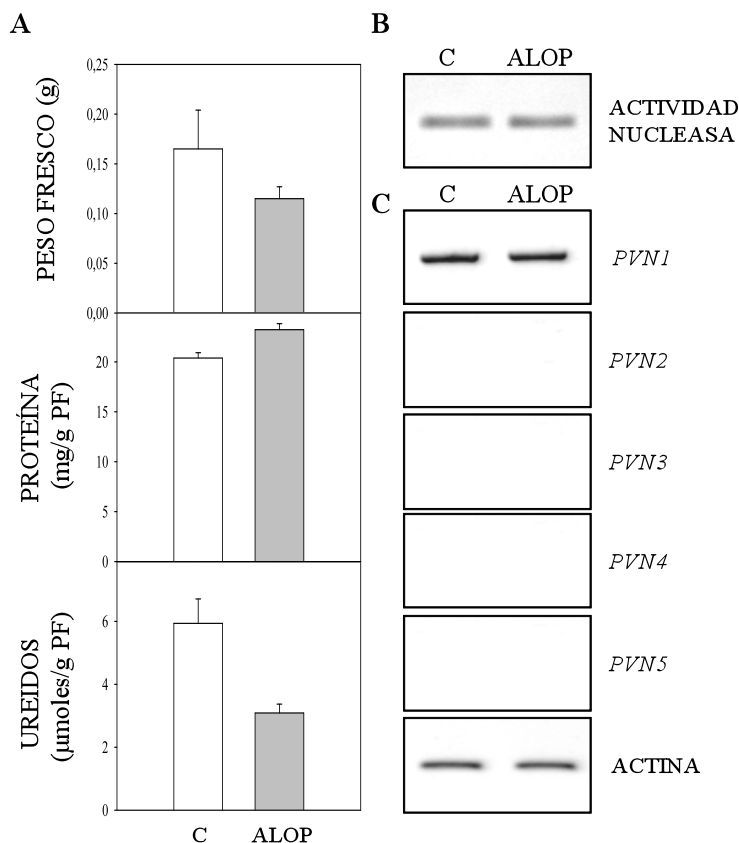 A
PESO FRESCO (g)
0,25
0,20
0,15
0,10
0,05
0,00
PROTEÍNA
(mg/g PF)
20
15
10
5
0
UREIDOS
(µmoles/g PF)
6
4
2
0
C ALOP
B
C ALOP
ACTIVIDAD
NUCLEASA
C
C ALOP
PVN1
PVN2
PVN3
PVN4
PVN5
ACTINA